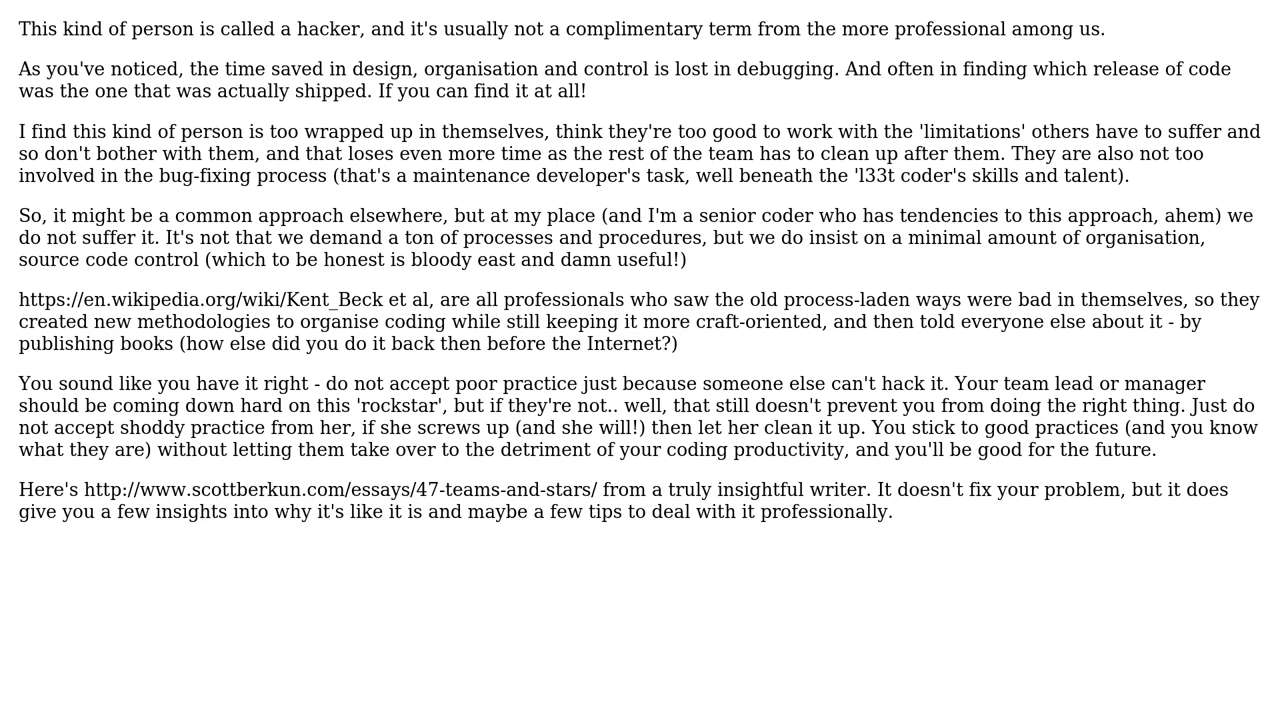 This kind of person is called a hacker, and it's usually not a complimentary term from the more professional among us.
As you've noticed, the time saved in design, organisation and control is lost in debugging. And often in finding which release of code
was the one that was actually shipped. If you can find it at all!
I find this kind of person is too wrapped up in themselves, think they're too good to work with the 'limitations' others have to suffer and
so don't bother with them, and that loses even more time as the rest of the team has to clean up after them. They are also not too
involved in the bug-fixing process (that's a maintenance developer's task, well beneath the 'l33t coder's skills and talent).
So, it might be a common approach elsewhere, but at my place (and I'm a senior coder who has tendencies to this approach, ahem) we
do not suffer it. It's not that we demand a ton of processes and procedures, but we do insist on a minimal amount of organisation,
source code control (which to be honest is bloody east and damn useful!)
https://en.wikipedia.org/wiki/Kent_Beck et al, are all professionals who saw the old process-laden ways were bad in themselves, so they
created new methodologies to organise coding while still keeping it more craft-oriented, and then told everyone else about it - by
publishing books (how else did you do it back then before the Internet?)
You sound like you have it right - do not accept poor practice just because someone else can't hack it. Your team lead or manager
should be coming down hard on this 'rockstar', but if they're not.. well, that still doesn't prevent you from doing the right thing. Just do
not accept shoddy practice from her, if she screws up (and she will!) then let her clean it up. You stick to good practices (and you know
what they are) without letting them take over to the detriment of your coding productivity, and you'll be good for the future.
Here's http://www.scottberkun.com/essays/47-teams-and-stars/ from a truly insightful writer. It doesn't fix your problem, but it does
give you a few insights into why it's like it is and maybe a few tips to deal with it professionally.